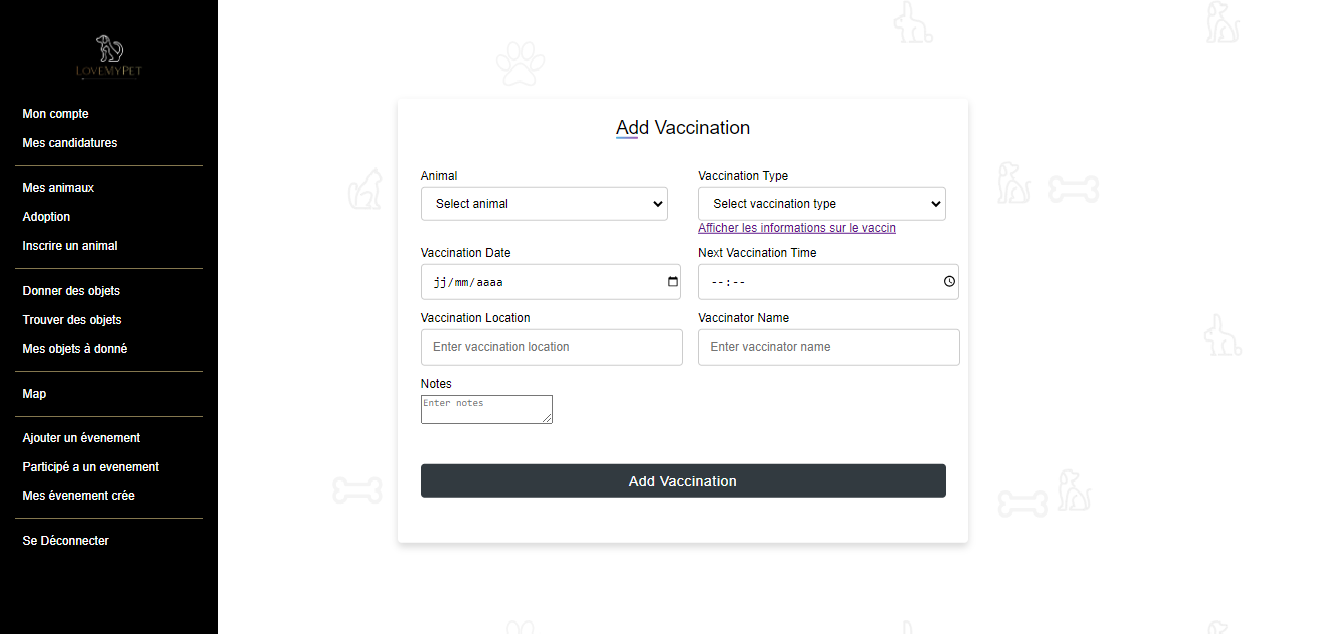 LOVEMYPET
Mon compte
Mes candidatures
Mes animaux
Adoption
Inscrire un animal
Donner des objets
Trouver des objets
Mes objets à donné
Map
Ajouter un évenement
Participé a un evenement
Mes évenement crée
Se Déconnecter
Add Vaccination
Animal
Vaccination Type
Select animal
Select vaccination type
Afficher les informations sur le vaccin
Vaccination Date
Next Vaccination Time
jj/mm/aaaa
--:--
Vaccination Location
Vaccinator Name
Enter vaccination location
Enter vaccinator name
Notes
Enter notes
Add Vaccination